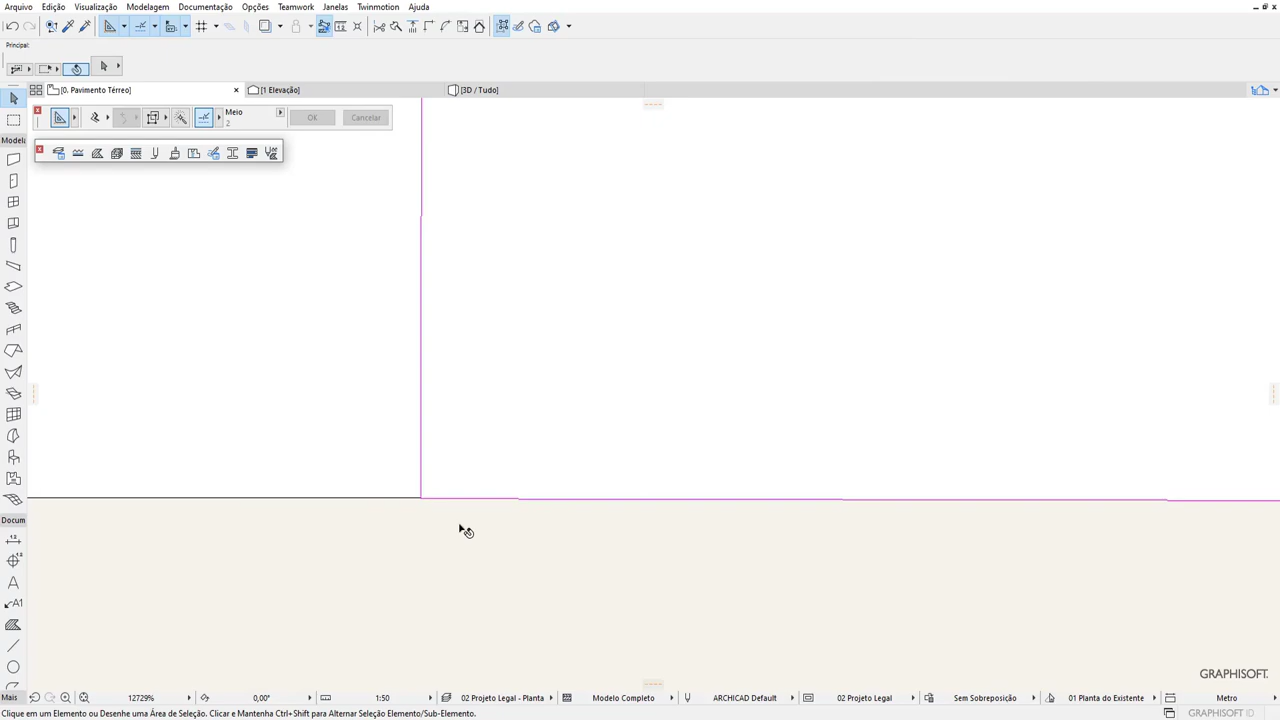 Arquivo Edição Visualização Modelagem Documentação Opções Teamwork Janelas Twinmotion Ajuda
Principal:
[0. Pavimento Térreo] [1 Elevação] [3D / Tudo]
Meio
2
OK Cancelar
Modela
Docum
A1
Mais
12729% 0,00° 1:50 02 Projeto Legal - Planta Modelo Completo ARCHICAD Default 02 Projeto Legal Sem Sobreposição 01 Planta do Existente Metro
GRAPHISOFT.
Clique em um Elemento ou Desenhe uma Área de Seleção. Clicar e Mantenha Ctrl+Shift para Alternar Seleção Elemento/Sub-Elemento.
GRAPHISOFT ID